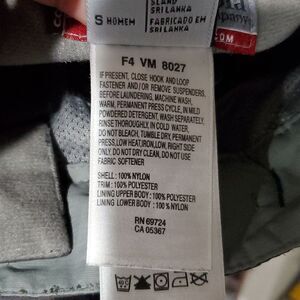 S HOMEM
SRI LANKA
FABRICADO EM
SRI LANKA
.COM
F4 VM 8027
IF PRESENT, CLOSE HOOK AND LOOP
FASTENER AND/OR REMOVE SUSPENDERS,
BEFORE LAUNDERING, MACHINE WASH,
WARM, PERMANENT PRESS CYCLE, IN MILD
POWDERED DETERGENT, WASH SEPARATELY,
RINSE THOROUGHLY, IN COLD WATER,
DO NOT BLEACH, TUMBLE DRY, PERMANENT
PRESS, LOW HEAT/IRON LOW, RIGHT SIDE
ONLY. DO NOT DRY CLEAN, DO NOT USE
FABRIC SOFTENER
SHELL : 100% NYLON
TRIM : 100% POLYESTER
LINING UPPER BODY : 100% POLYESTER
LINING LOWER BODY : 100% NYLON
RN 69724
CA 05367